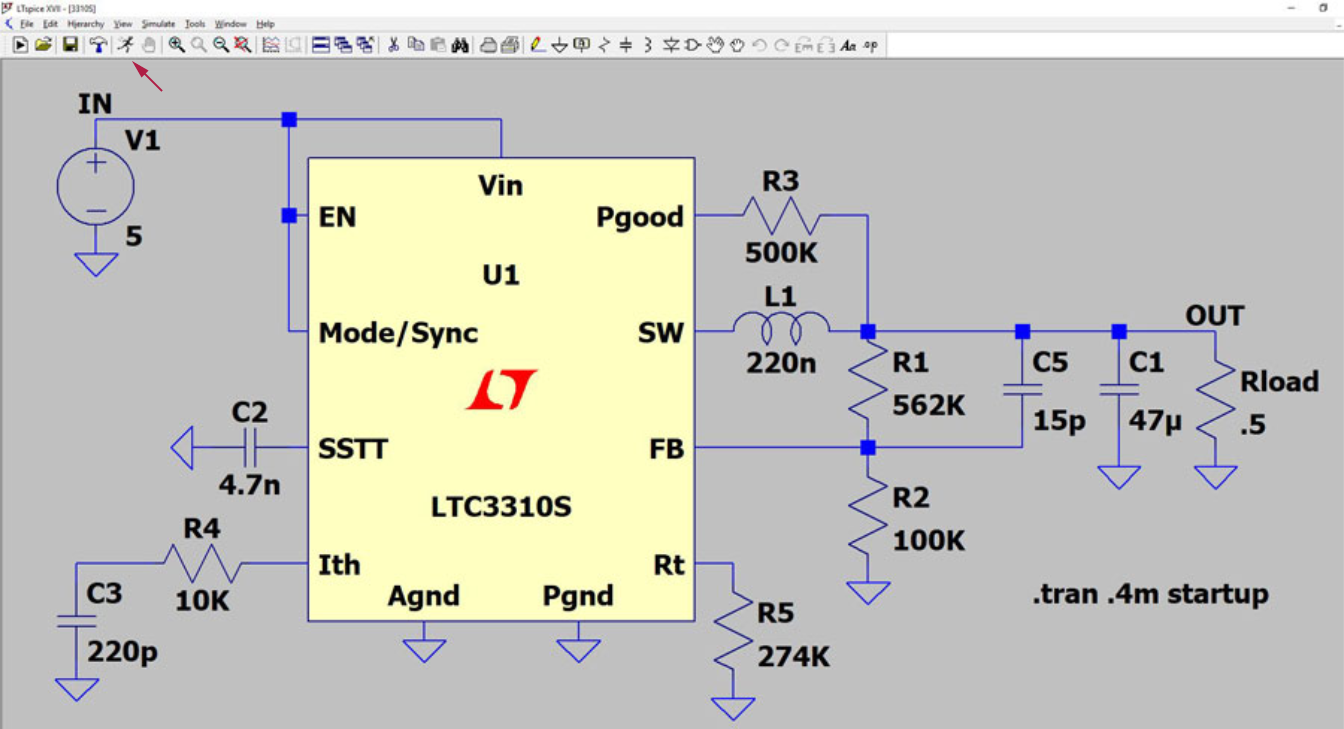 LTspice XVII - [3310S]
File Edit Hierarchy View Simulate Tools Window Help
Aa .op
IN
V1
5
Vin
EN
Pgood
U1
Mode/Sync
SW
SSTT
FB
LTC3310S
Ith
Rt
Agnd
Pgnd
C2
4.7n
R4
10K
C3
220p
R3
500K
L1
220n
R1
562K
C5
15p
C1
47µ
OUT
Rload
.5
R2
100K
R5
274K
.tran .4m startup